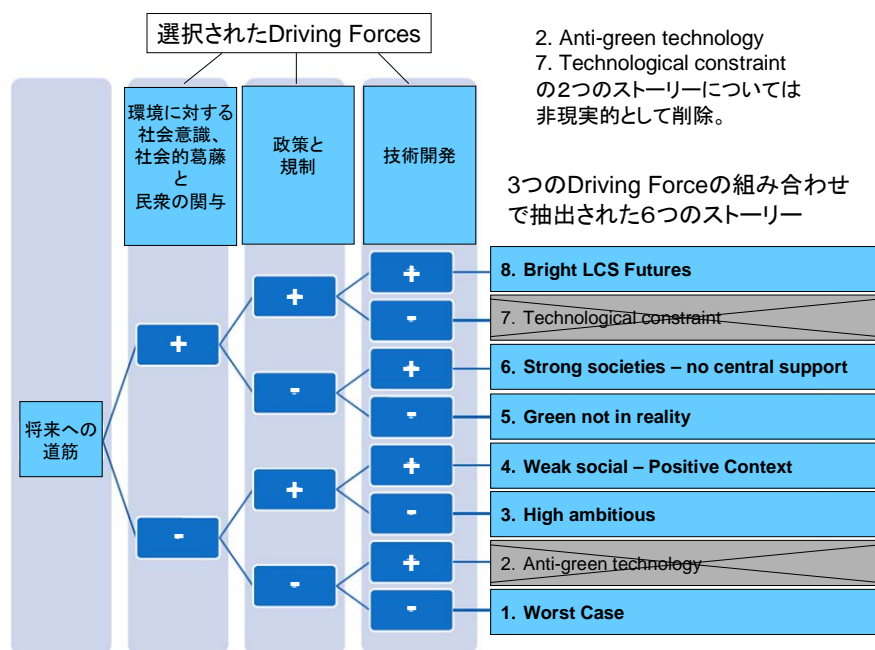 選択されたDriving Forces
2. Anti-green technology
7. Technological constraint
の２つのストーリーについては
非現実的として削除。
環境に対する
社会意識、
社会的葛藤
と
民衆の関与
政策と
規制
技術開発
3つのDriving Forceの組み合わせ
で抽出された６つのストーリー
将来への
道筋
+
-
+
-
+
-
+
-
+
-
+
-
+
-
8. Bright LCS Futures
7. Technological constraint
6. Strong societies – no central support
5. Green not in reality
4. Weak social – Positive Context
3. High ambitious
2. Anti-green technology
1. Worst Case